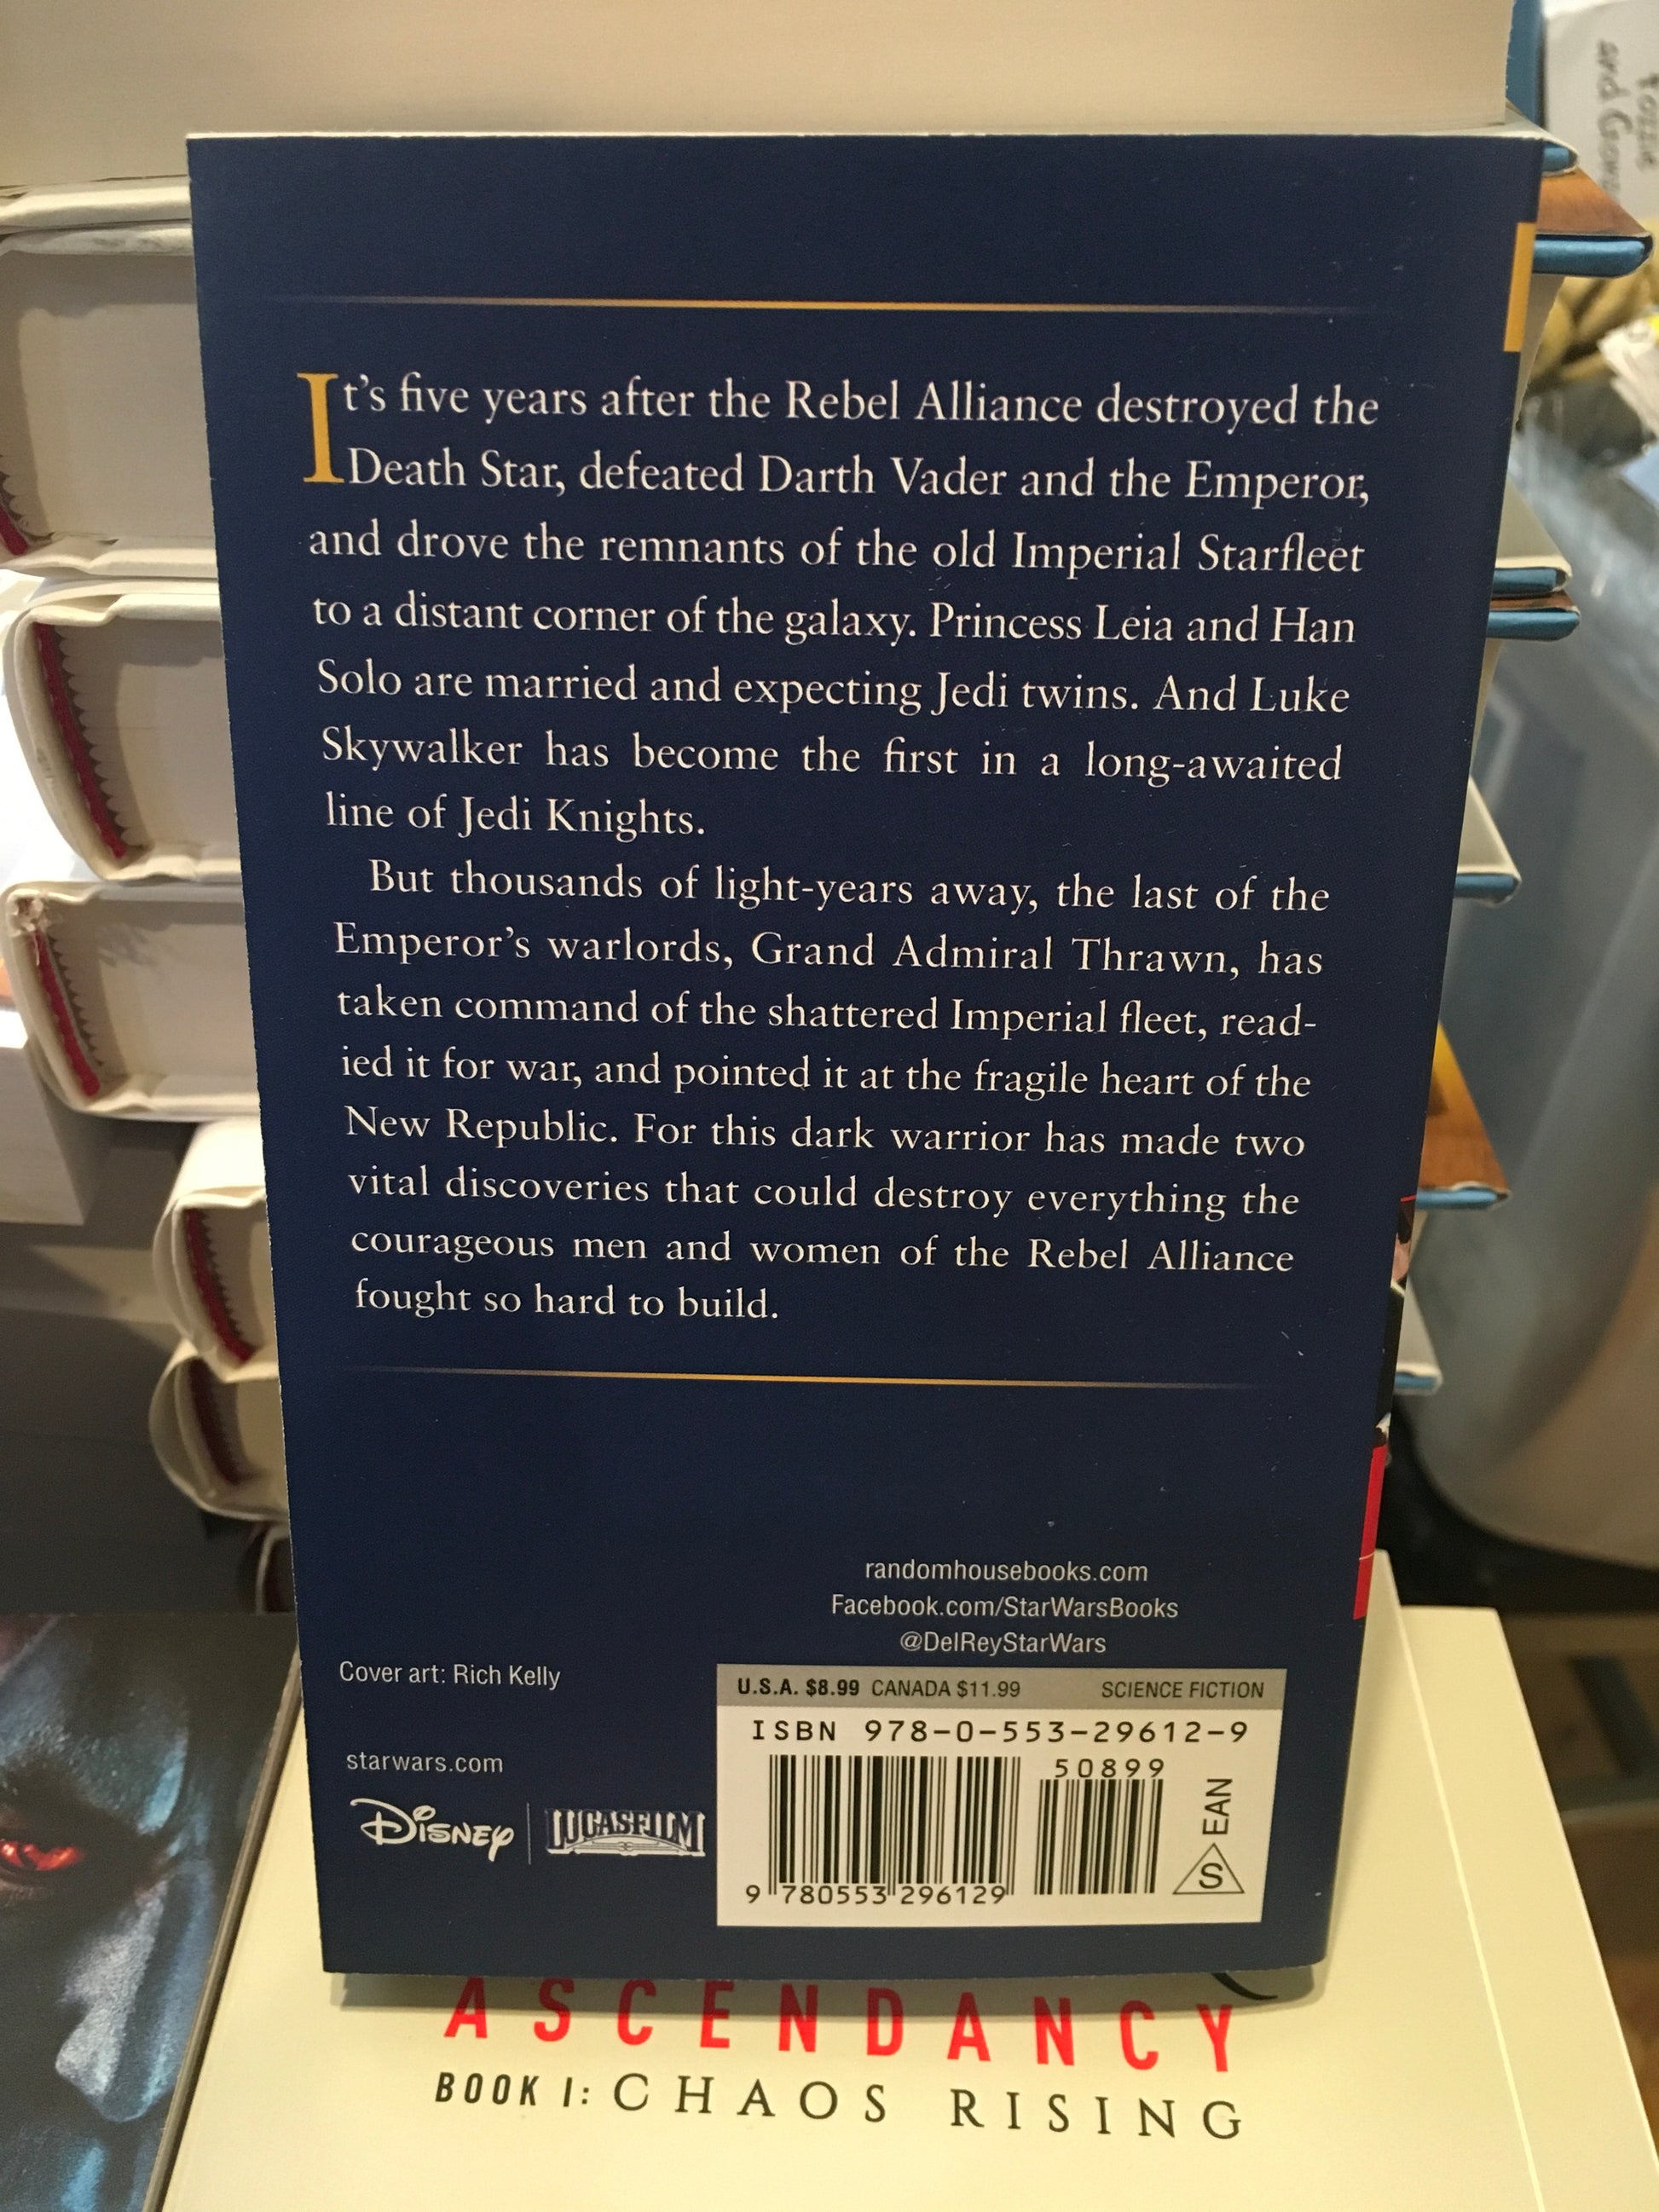 and Gone
tozzie
It's five years after the Rebel Alliance destroyed the
Death Star, defeated Darth Vader and the Emperor,
and drove the remnants of the old Imperial Starfleet
to a distant corner of the galaxy. Princess Leia and Han
Solo are married and expecting Jedi twins. And Luke
Skywalker has become the first in a long-awaited
line of Jedi Knights.
But thousands of light-years away, the last of the
Emperor's warlords, Grand Admiral Thrawn, has
taken command of the shattered Imperial fleet, read-
ied it for war, and pointed it at the fragile heart of the
New Republic. For this dark warrior has made two
vital discoveries that could destroy everything the
courageous men and women of the Rebel Alliance
fought so hard to build.
randomhousebooks.com
Facebook.com/StarWarsBooks
@DelReyStarWars
Cover art: Rich Kelly
starwars.com
Disney | LUCASFILM
U.S.A. $8.99 CANADA $11.99 SCIENCE FICTION
ISBN 978-0-553-29612-9
50899
9 780553 296129
S EAN
ASCENDANCY
BOOK I: CHAOS RISING